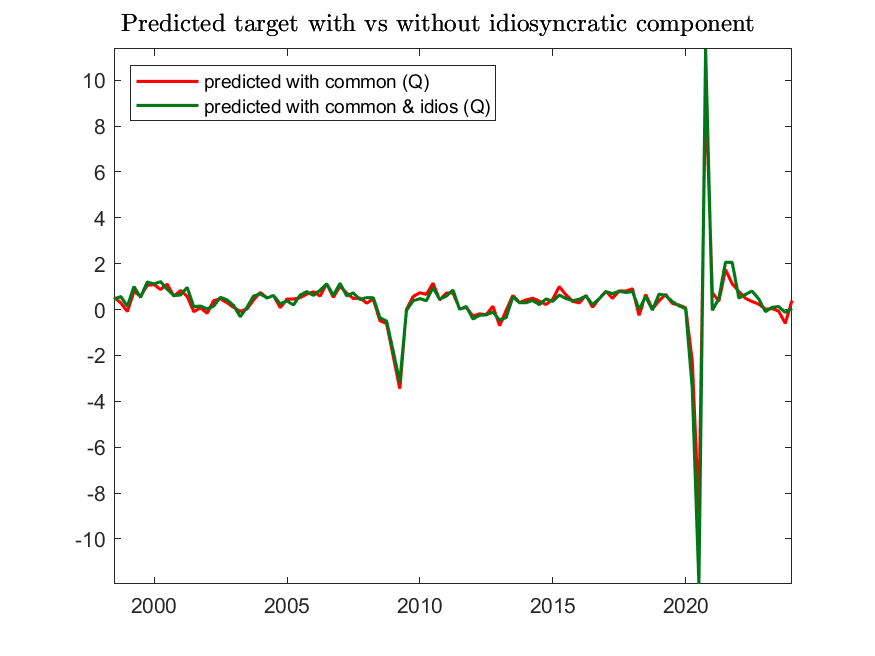 Predicted target with vs without idiosyncratic component
predicted with common (Q)
predicted with common & idios (Q)
10
8
6
4
2
0
-2
-4
-6
-8
-10
2000 2005 2010 2015 2020